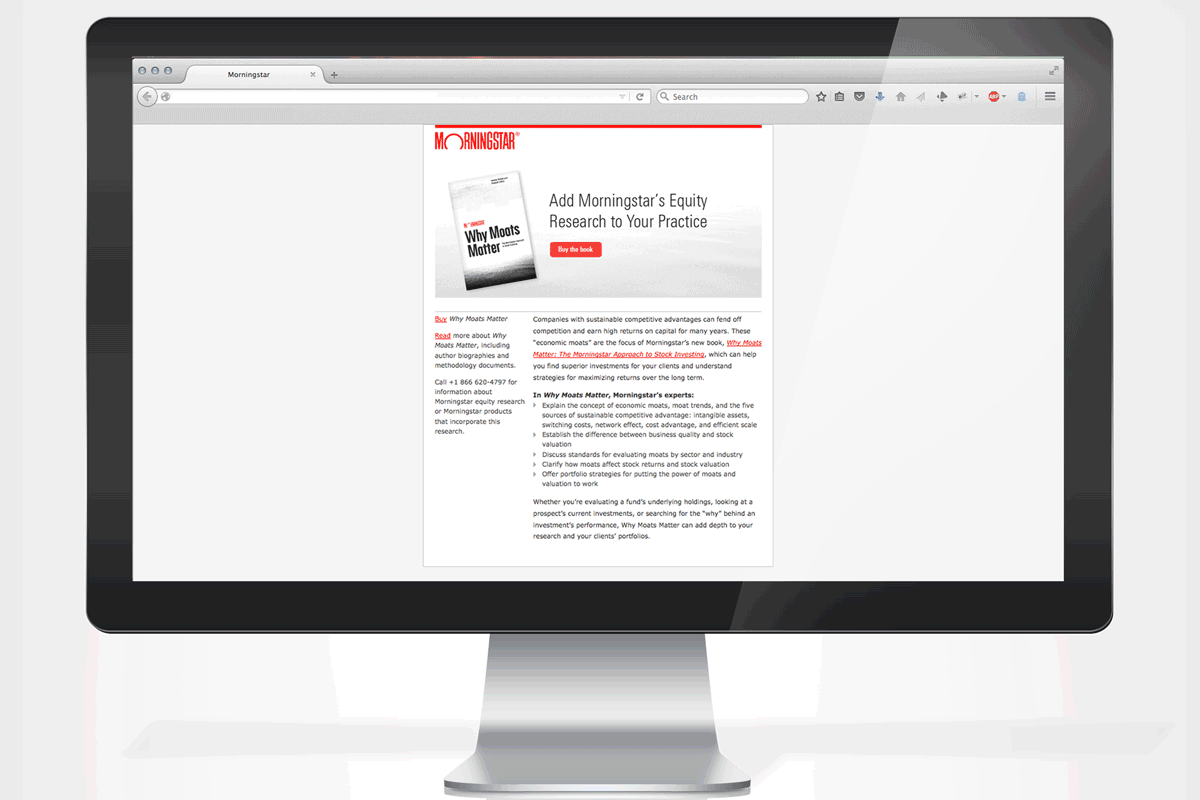 Morningstar
Search
ABP
MORNINGSTAR®
MORNINGSTAR
Why Moats
Matter
Add Morningstar's Equity
Research to Your Practice
Buy the book
Buy Why Moats Matter
Read more about Why
Moats Matter, including
author biographies and
methodology documents.
Call +1 866 620-4797 for
information about
Morningstar equity research
or Morningstar products
that incorporate this
research.
Companies with sustainable competitive advantages can fend off
competition and earn high returns on capital for many years. These
“economic moats” are the focus of Morningstar’s new book, Why Moats
Matter: The Morningstar Approach to Stock Investing, which can help
you find superior investments for your clients and understand
strategies for maximizing returns over the long term.
In Why Moats Matter, Morningstar’s experts:
Explain the concept of economic moats, moat trends, and the five
sources of sustainable competitive advantage: intangible assets,
switching costs, network effect, cost advantage, and efficient scale
Establish the difference between business quality and stock
valuation
Discuss standards for evaluating moats by sector and industry
Clarify how moats affect stock returns and stock valuation
Offer portfolio strategies for putting the power of moats and
valuation to work
Whether you’re evaluating a fund’s underlying holdings, looking at a
prospect’s current investments, or searching for the “why” behind an
investment’s performance, Why Moats Matter can add depth to your
research and your clients’ portfolios.